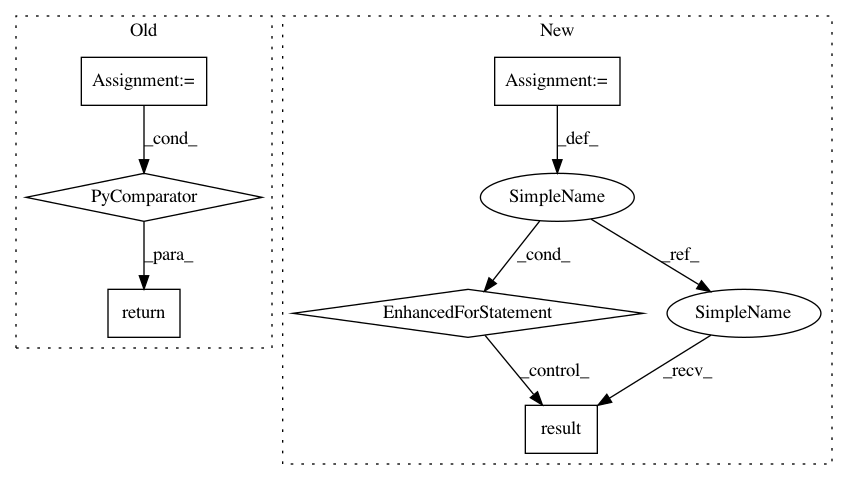 Old
New
Assignment:=
Assignment:=
_cond_
_def_
PyComparator
SimpleName
_para_
_cond_
_ref_
return
EnhancedForStatement
SimpleName
_control_
_recv_
result